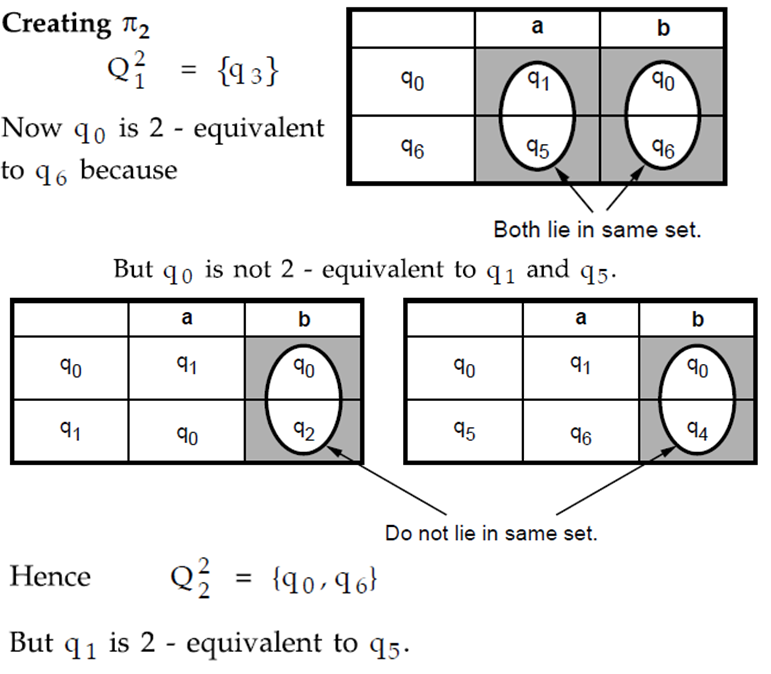 Creating π₂
Q₁² = {q₃}
Now q₀ is 2 - equivalent
to q₆ because
a b
q₀ q₁ q₀
q₆ q₅ q₆
Both lie in same set.
But q₀ is not 2 - equivalent to q₁ and q₅.
a b
q₀ q₁ q₀
q₁ q₀ q₂
a b
q₀ q₁ q₀
q₅ q₆ q₄
Do not lie in same set.
Hence Q₂² = {q₀, q₆}
But q₁ is 2 - equivalent to q₅.